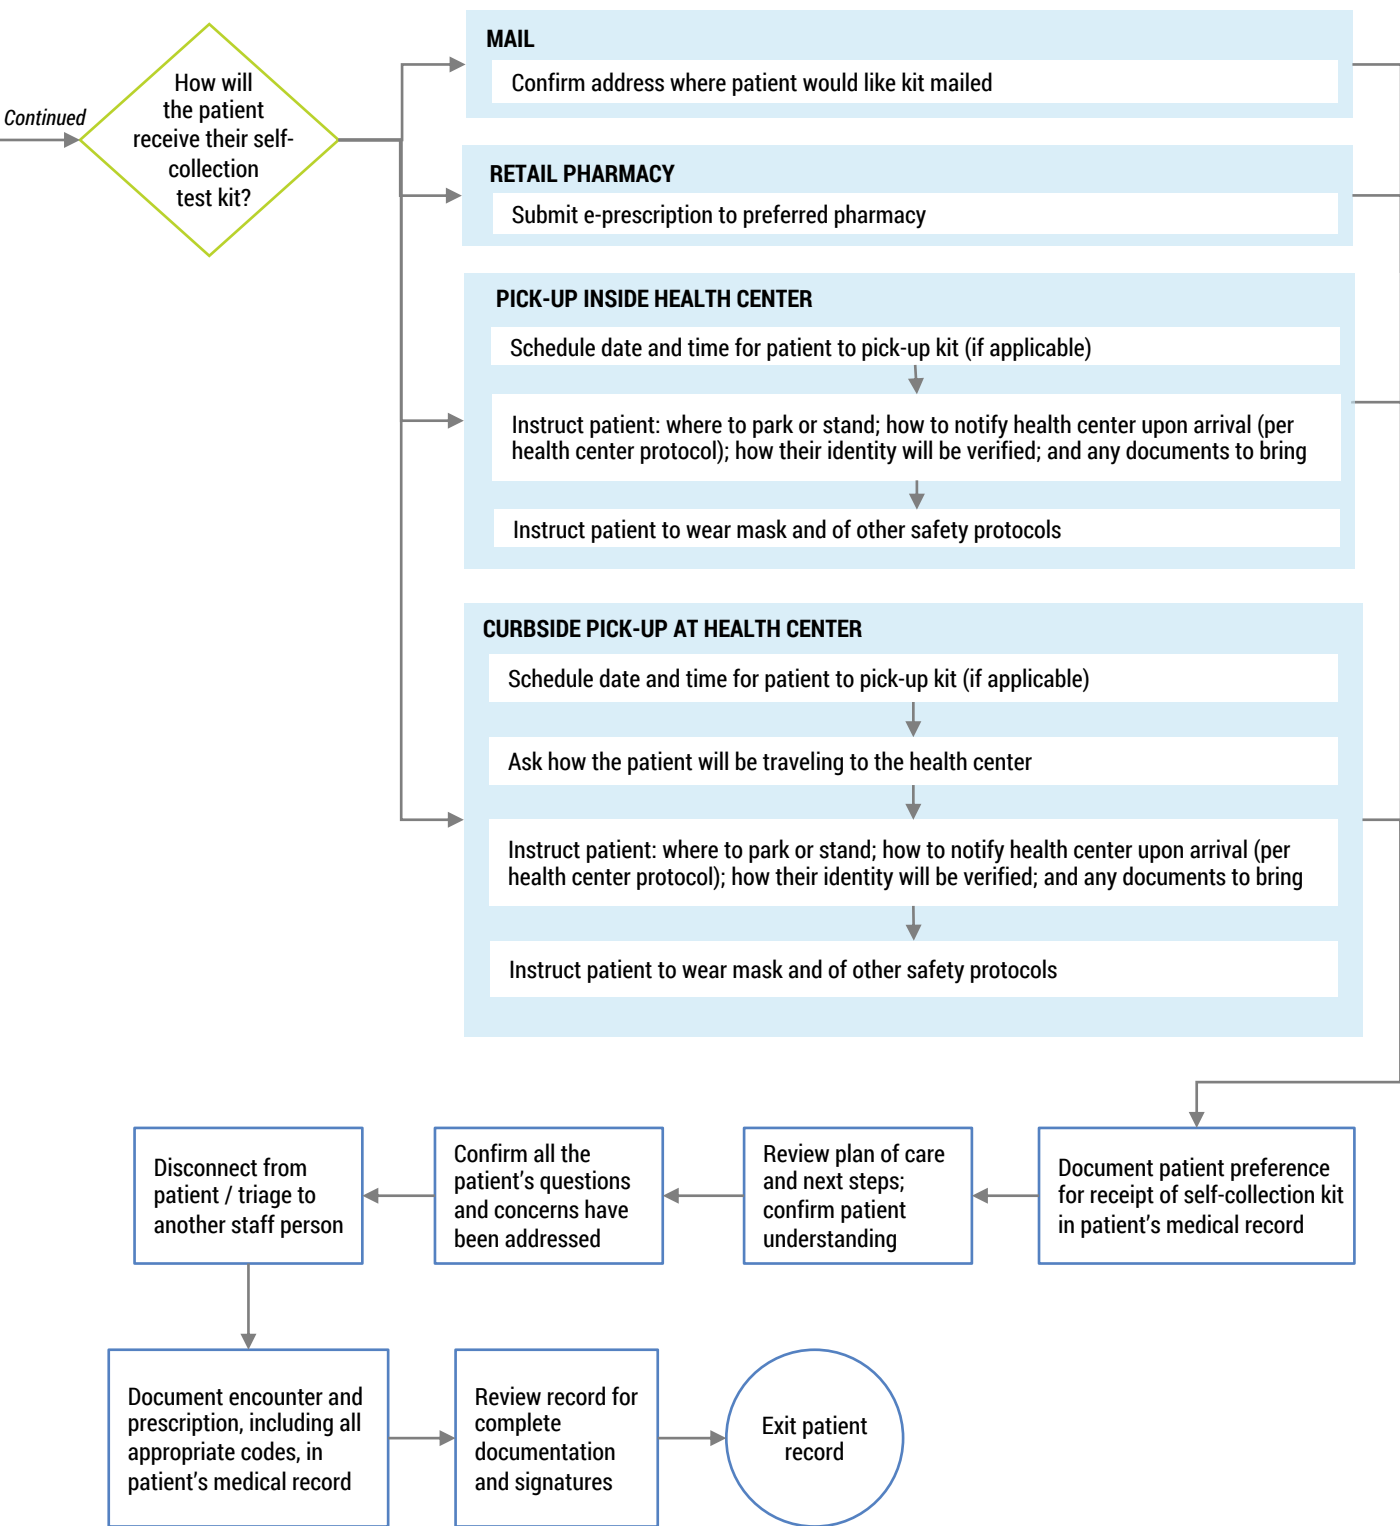 Continued
How will
the patient
receive their self-
collection
test kit?
MAIL
Confirm address where patient would like kit mailed
RETAIL PHARMACY
Submit e-prescription to preferred pharmacy
PICK-UP INSIDE HEALTH CENTER
Schedule date and time for patient to pick-up kit (if applicable)
Instruct patient: where to park or stand; how to notify health center upon arrival (per
health center protocol); how their identity will be verified; and any documents to bring
Instruct patient to wear mask and of other safety protocols
CURBSIDE PICK-UP AT HEALTH CENTER
Schedule date and time for patient to pick-up kit (if applicable)
Ask how the patient will be traveling to the health center
Instruct patient: where to park or stand; how to notify health center upon arrival (per
health center protocol); how their identity will be verified; and any documents to bring
Instruct patient to wear mask and of other safety protocols
Document patient preference
for receipt of self-collection kit
in patient's medical record
Review plan of care
and next steps;
confirm patient
understanding
Confirm all the
patient's questions
and concerns have
been addressed
Disconnect from
patient / triage to
another staff person
Document encounter and
prescription, including all
appropriate codes, in
patient's medical record
Review record for
complete
documentation
and signatures
Exit patient
record